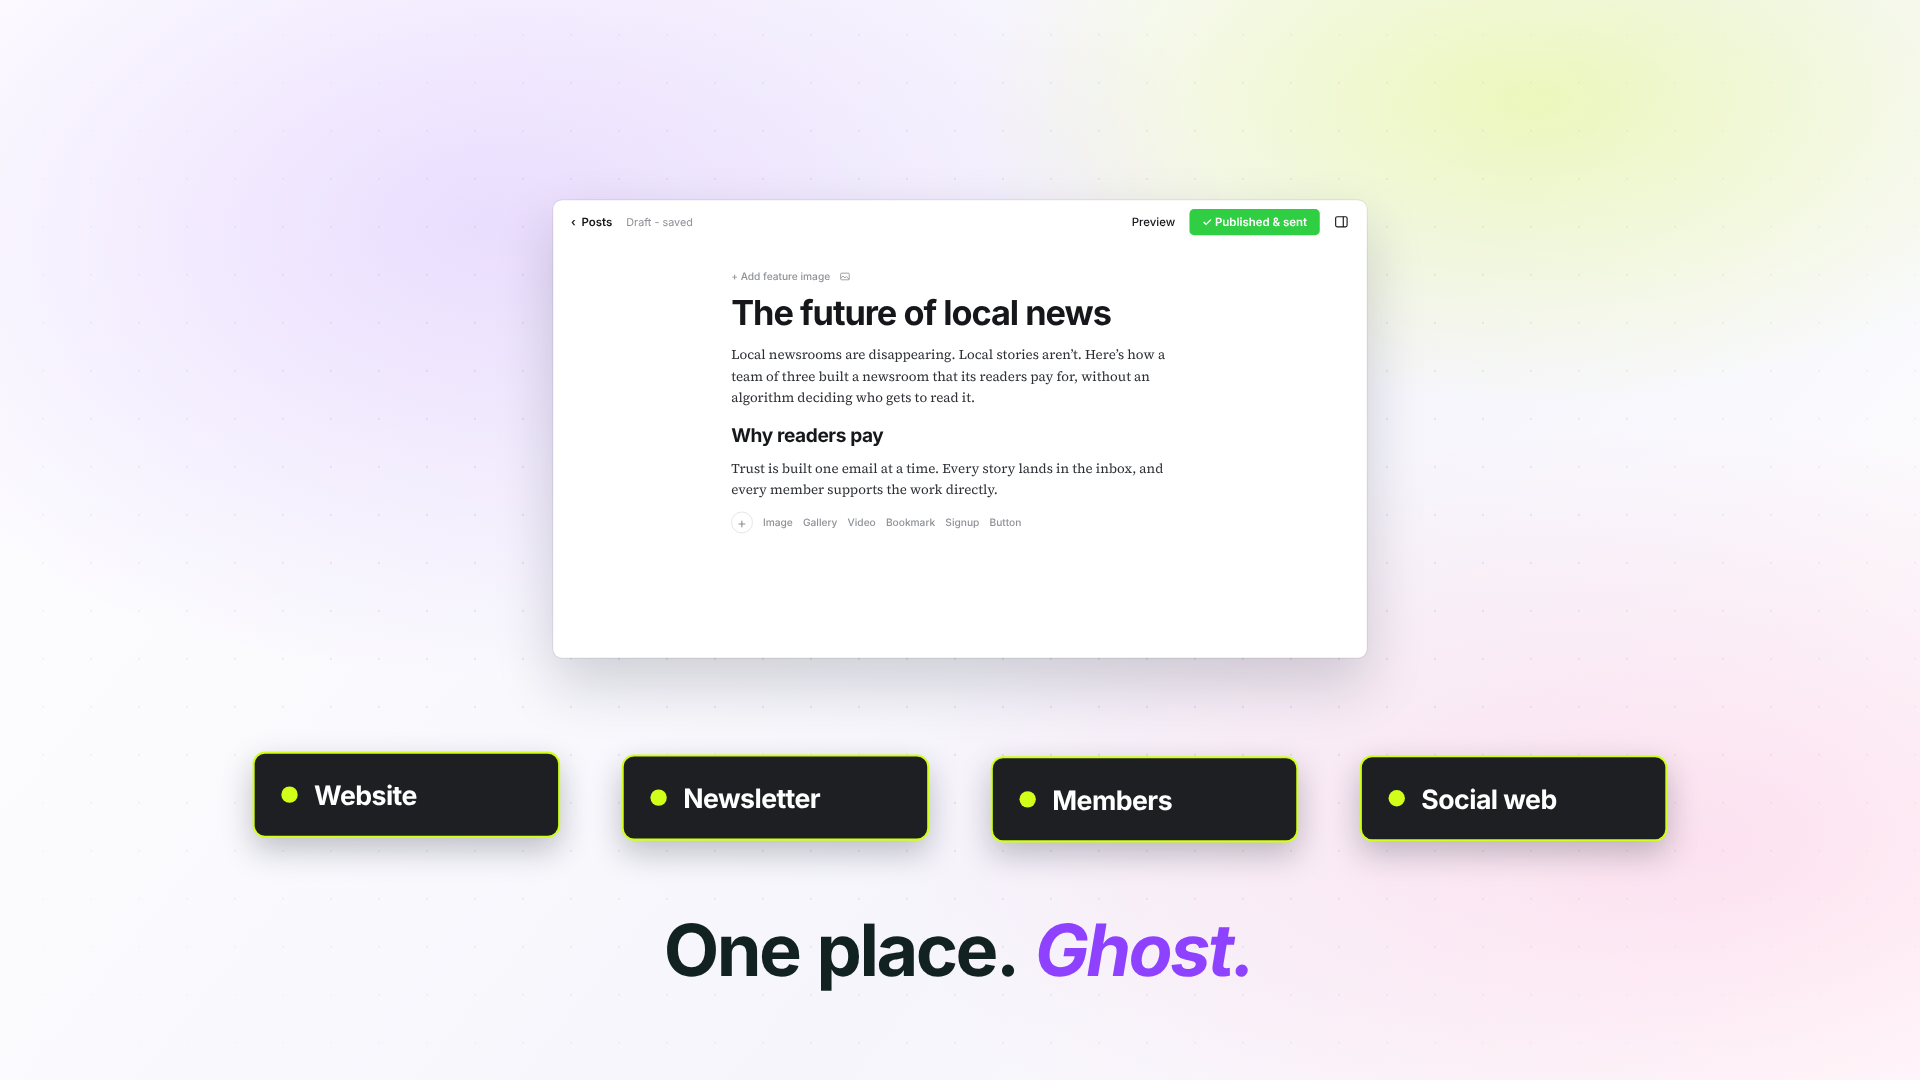 ‹ Posts Draft - saved Preview ✓ Published & sent
+ Add feature image
The future of local news
Local newsrooms are disappearing. Local stories aren’t. Here’s how a
team of three built a newsroom that its readers pay for, without an
algorithm deciding who gets to read it.
Why readers pay
Trust is built one email at a time. Every story lands in the inbox, and
every member supports the work directly.
+ Image Gallery Video Bookmark Signup Button
Website Newsletter Members Social web
One place. Ghost.